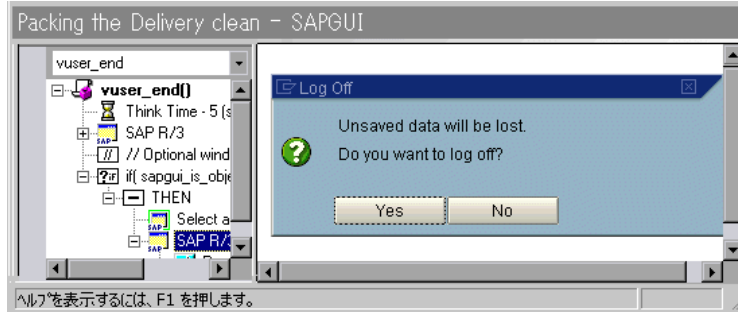 Packing the Delivery clean - SAPGUI
vuser_end
vuser_end()
Think Time - 5 (s
SAP R/3
// // Optional wind
if( sapgui_is_obje
THEN
Select a
SAP R/3
Log Off
Unsaved data will be lost.
Do you want to log off?
Yes
No
ﾍﾙﾌﾟを表示するには、F1 を押します。